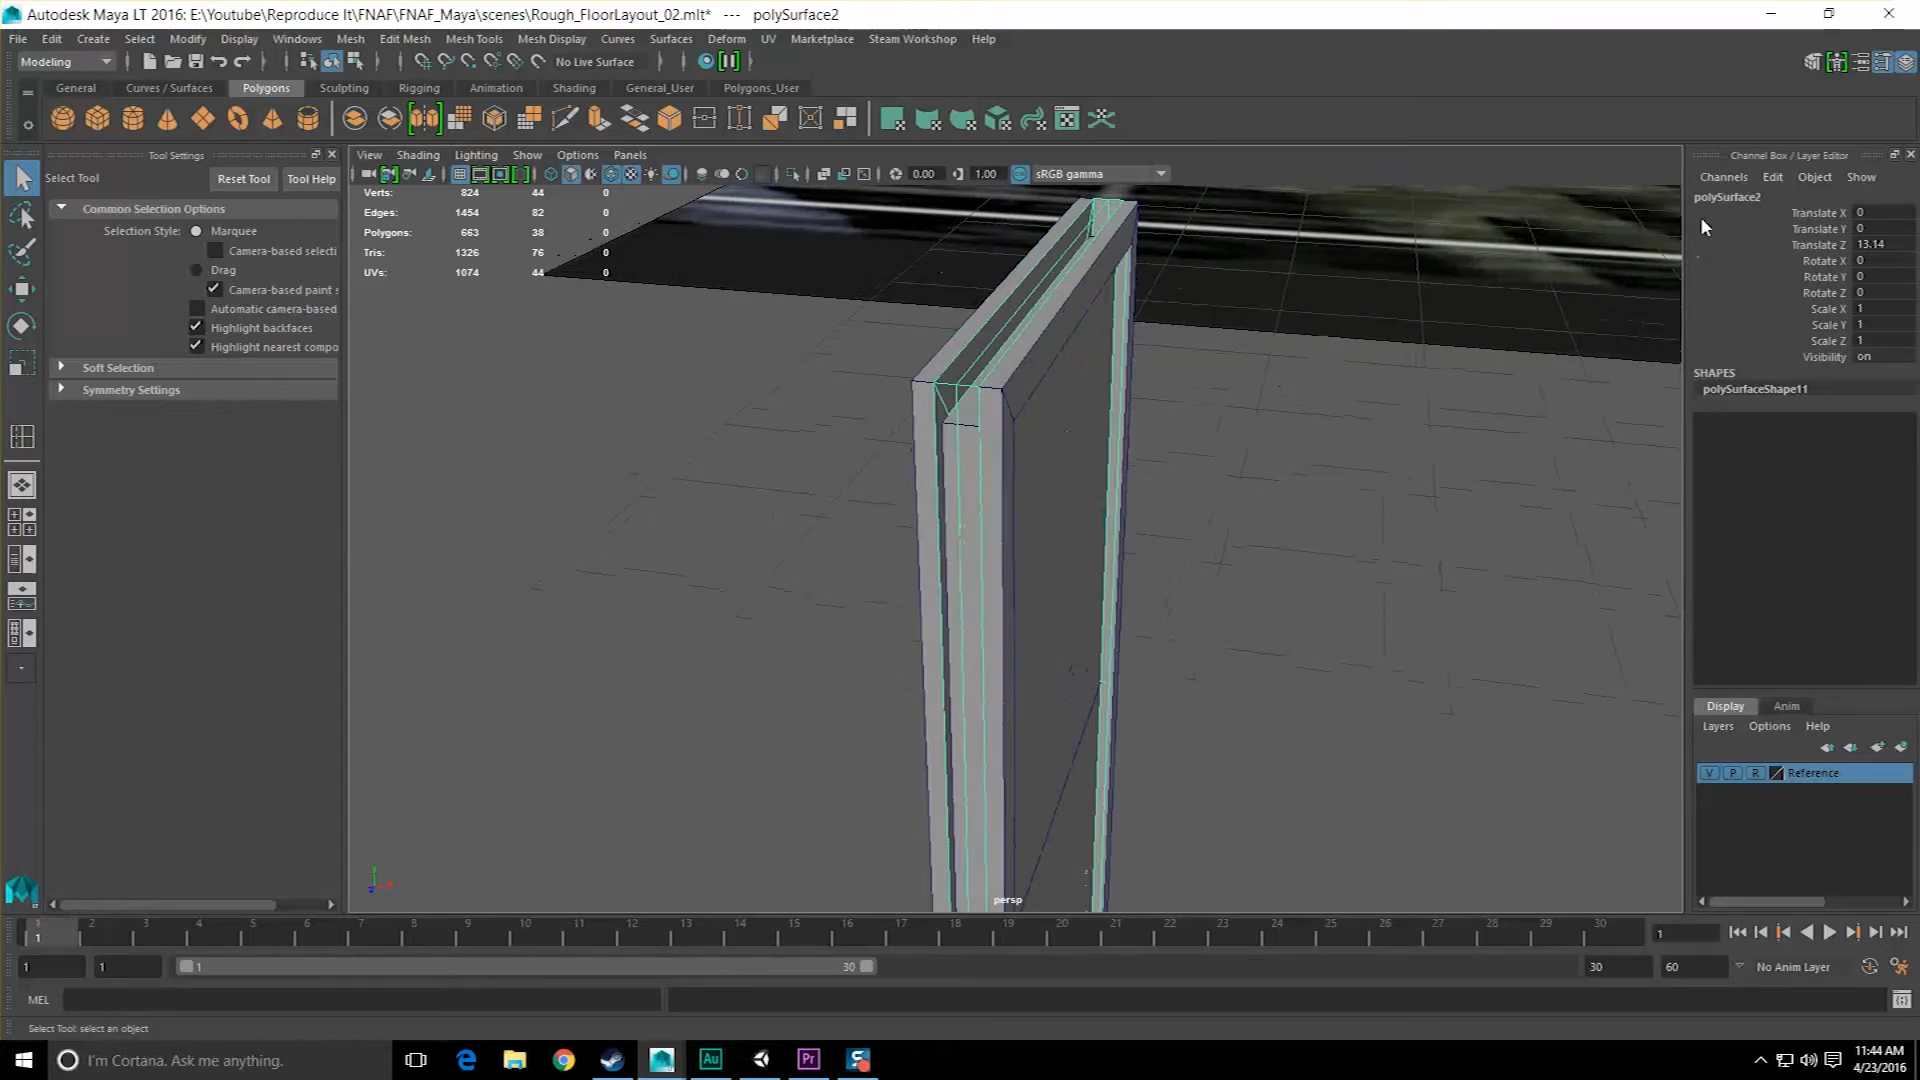 Autodesk Maya LT 2016: E:\Youtube\Reproduce It\FNAF\FNAF_Maya\scenes\Rough_FloorLayout_02.mlt* --- polySurface2
File Edit Create Select Modify Display Windows Mesh Edit Mesh Mesh Tools Mesh Display Curves Surfaces Deform UV Marketplace Steam Workshop Help
Modeling No Live Surface
General Curves / Surfaces Polygons Sculpting Rigging Animation Shading General_User Polygons_User
Tool Settings
Select Tool Reset Tool Tool Help
Common Selection Options
Selection Style: Marquee
Camera-based selecti
Drag
Camera-based paint s
Automatic camera-based
Highlight backfaces
Highlight nearest compo
Soft Selection
Symmetry Settings
View Shading Lighting Show Options Panels
0.00 1.00 sRGB gamma
Verts: 824 44 0
Edges: 1454 82 0
Polygons: 663 38 0
Tris: 1326 76 0
UVs: 1074 44 0
persp
Channel Box / Layer Editor
Channels Edit Object Show
polySurface2
Translate X 0
Translate Y 0
Translate Z 13.14
Rotate X 0
Rotate Y 0
Rotate Z 0
Scale X 1
Scale Y 1
Scale Z 1
Visibility on
SHAPES
polySurfaceShape11
Display Anim
Layers Options Help
V P R Reference
1 2 3 4 5 6 7 8 9 10 11 12 13 14 15 16 17 18 19 20 21 22 23 24 25 26 27 28 29 30
1 1
1 1 1 30 30 60 No Anim Layer
MEL
Select Tool: select an object
I'm Cortana. Ask me anything.
Au Pr
11:44 AM
4/23/2016